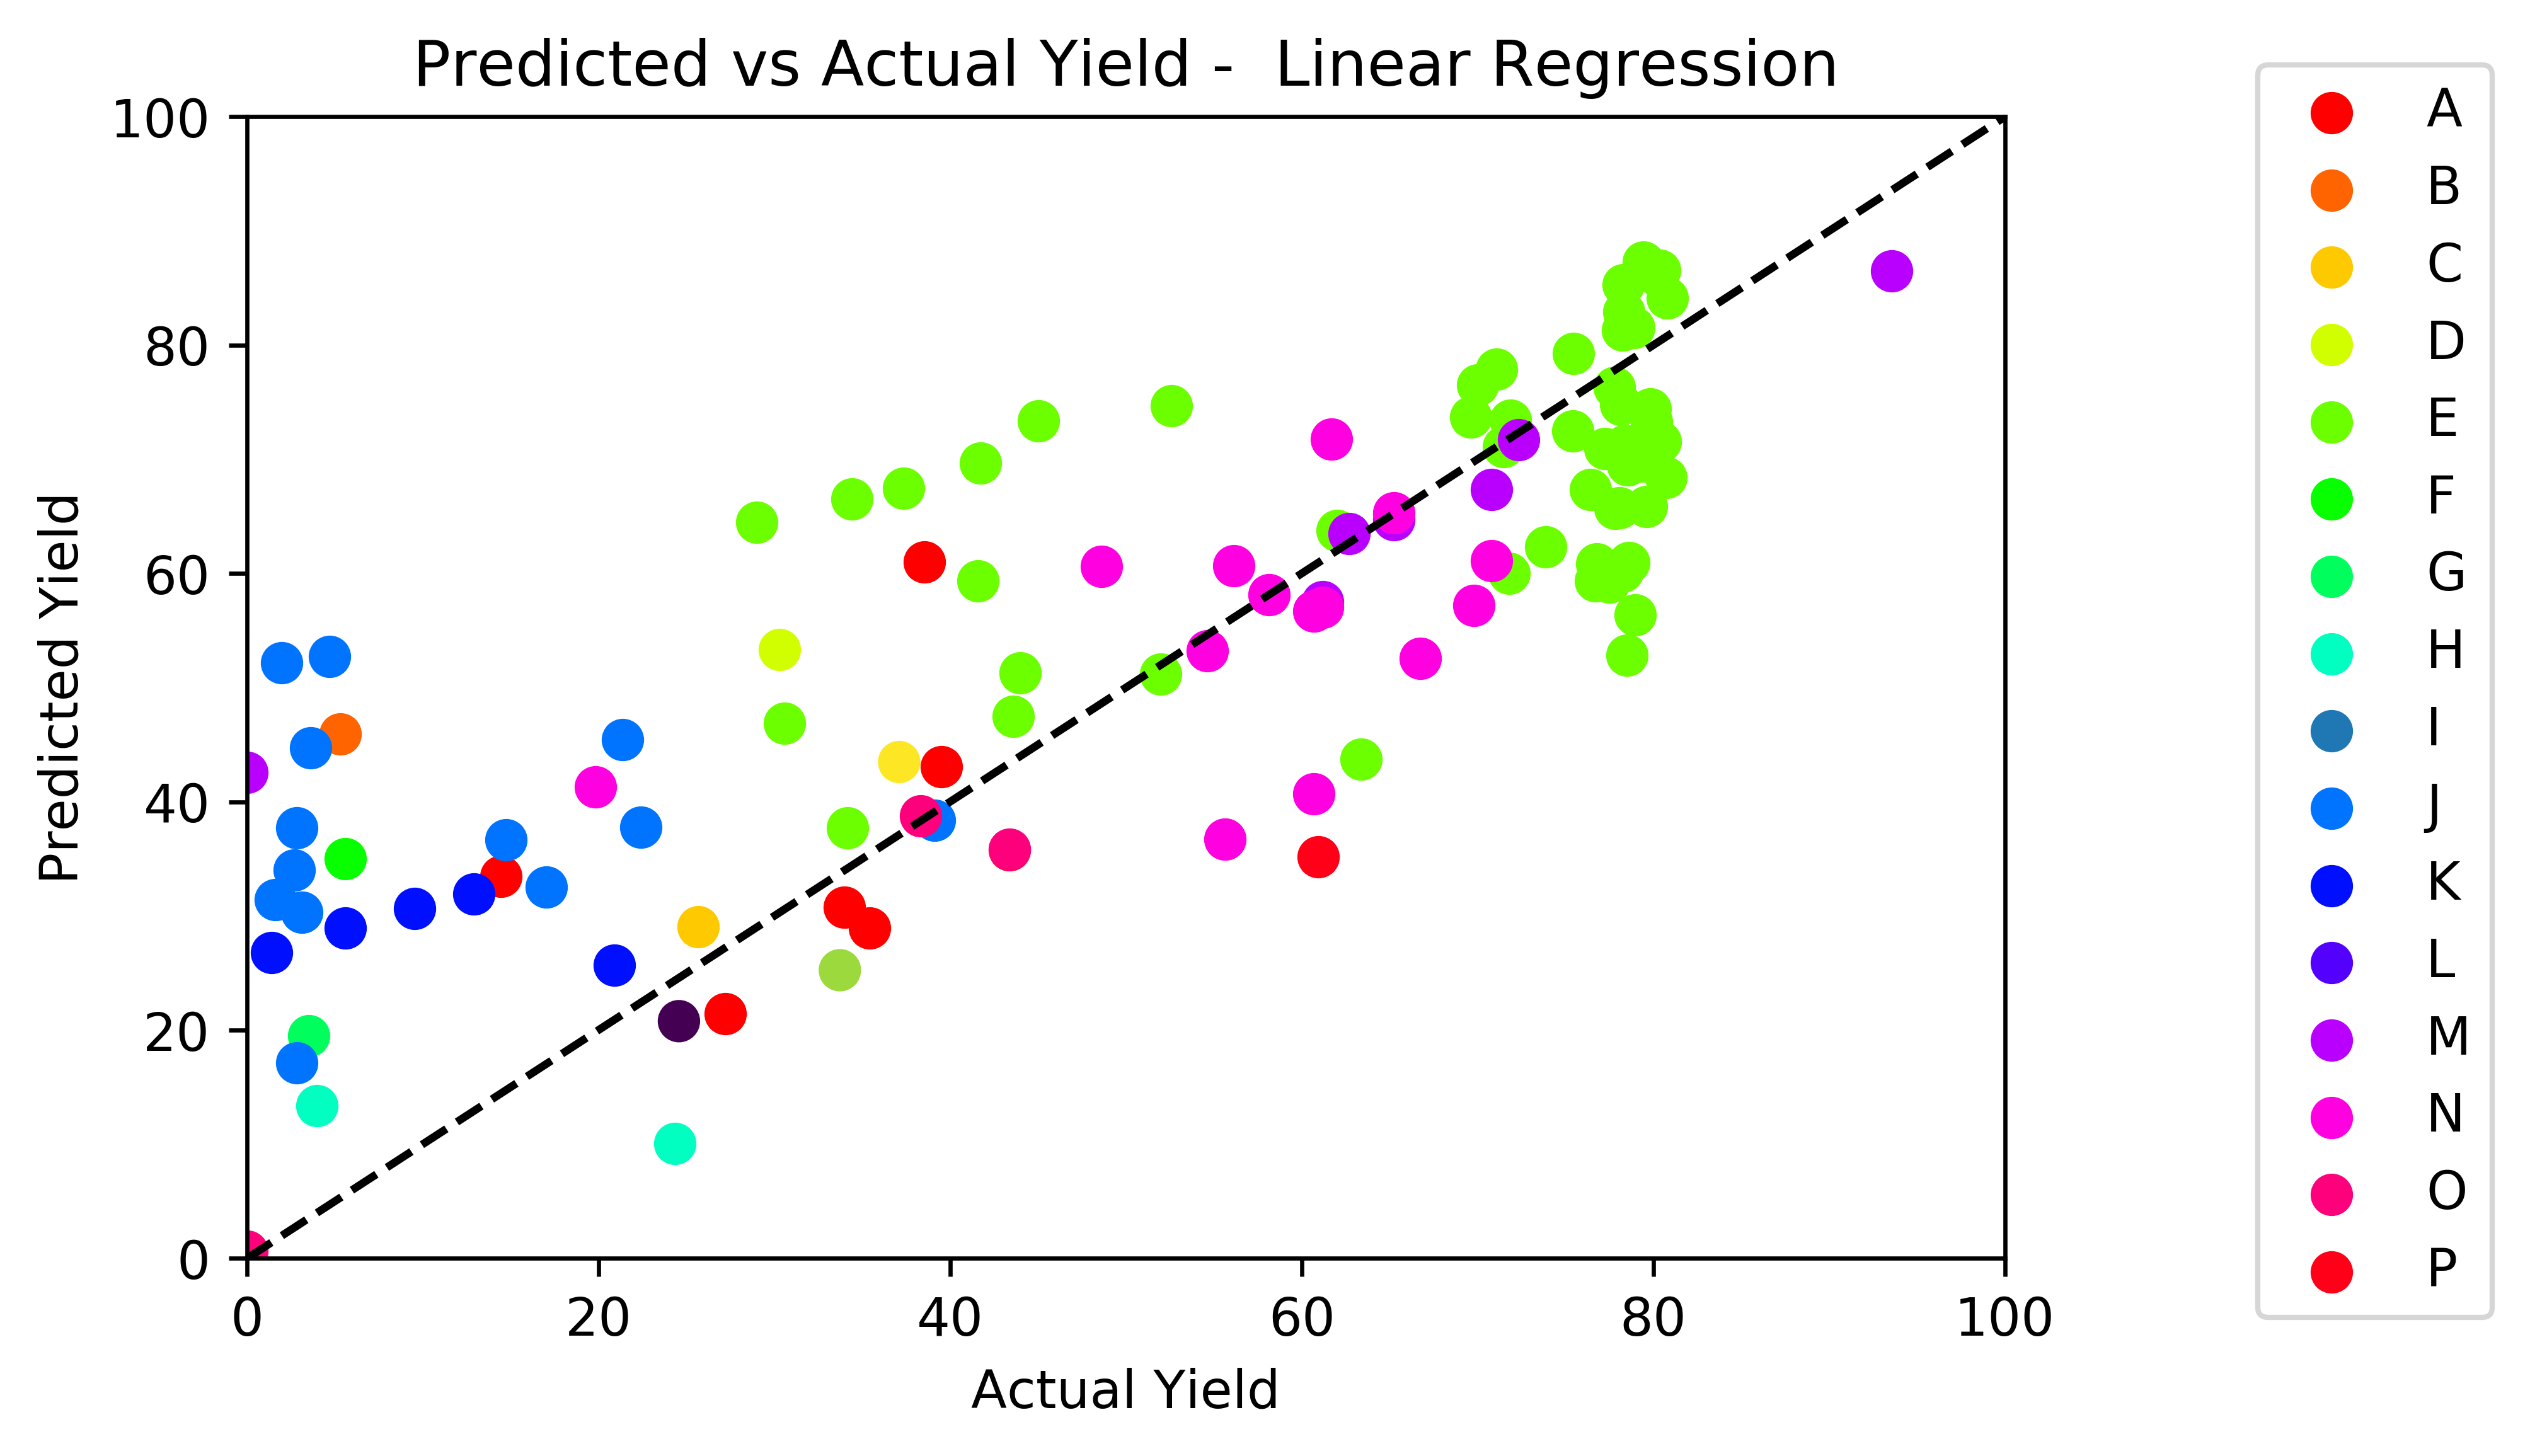 Predicted vs Actual Yield -  Linear Regression
100
80
60
40
20
0
Predicted Yield
0 20 40 60 80 100
Actual Yield
A
B
C
D
E
F
G
H
I
J
K
L
M
N
O
P